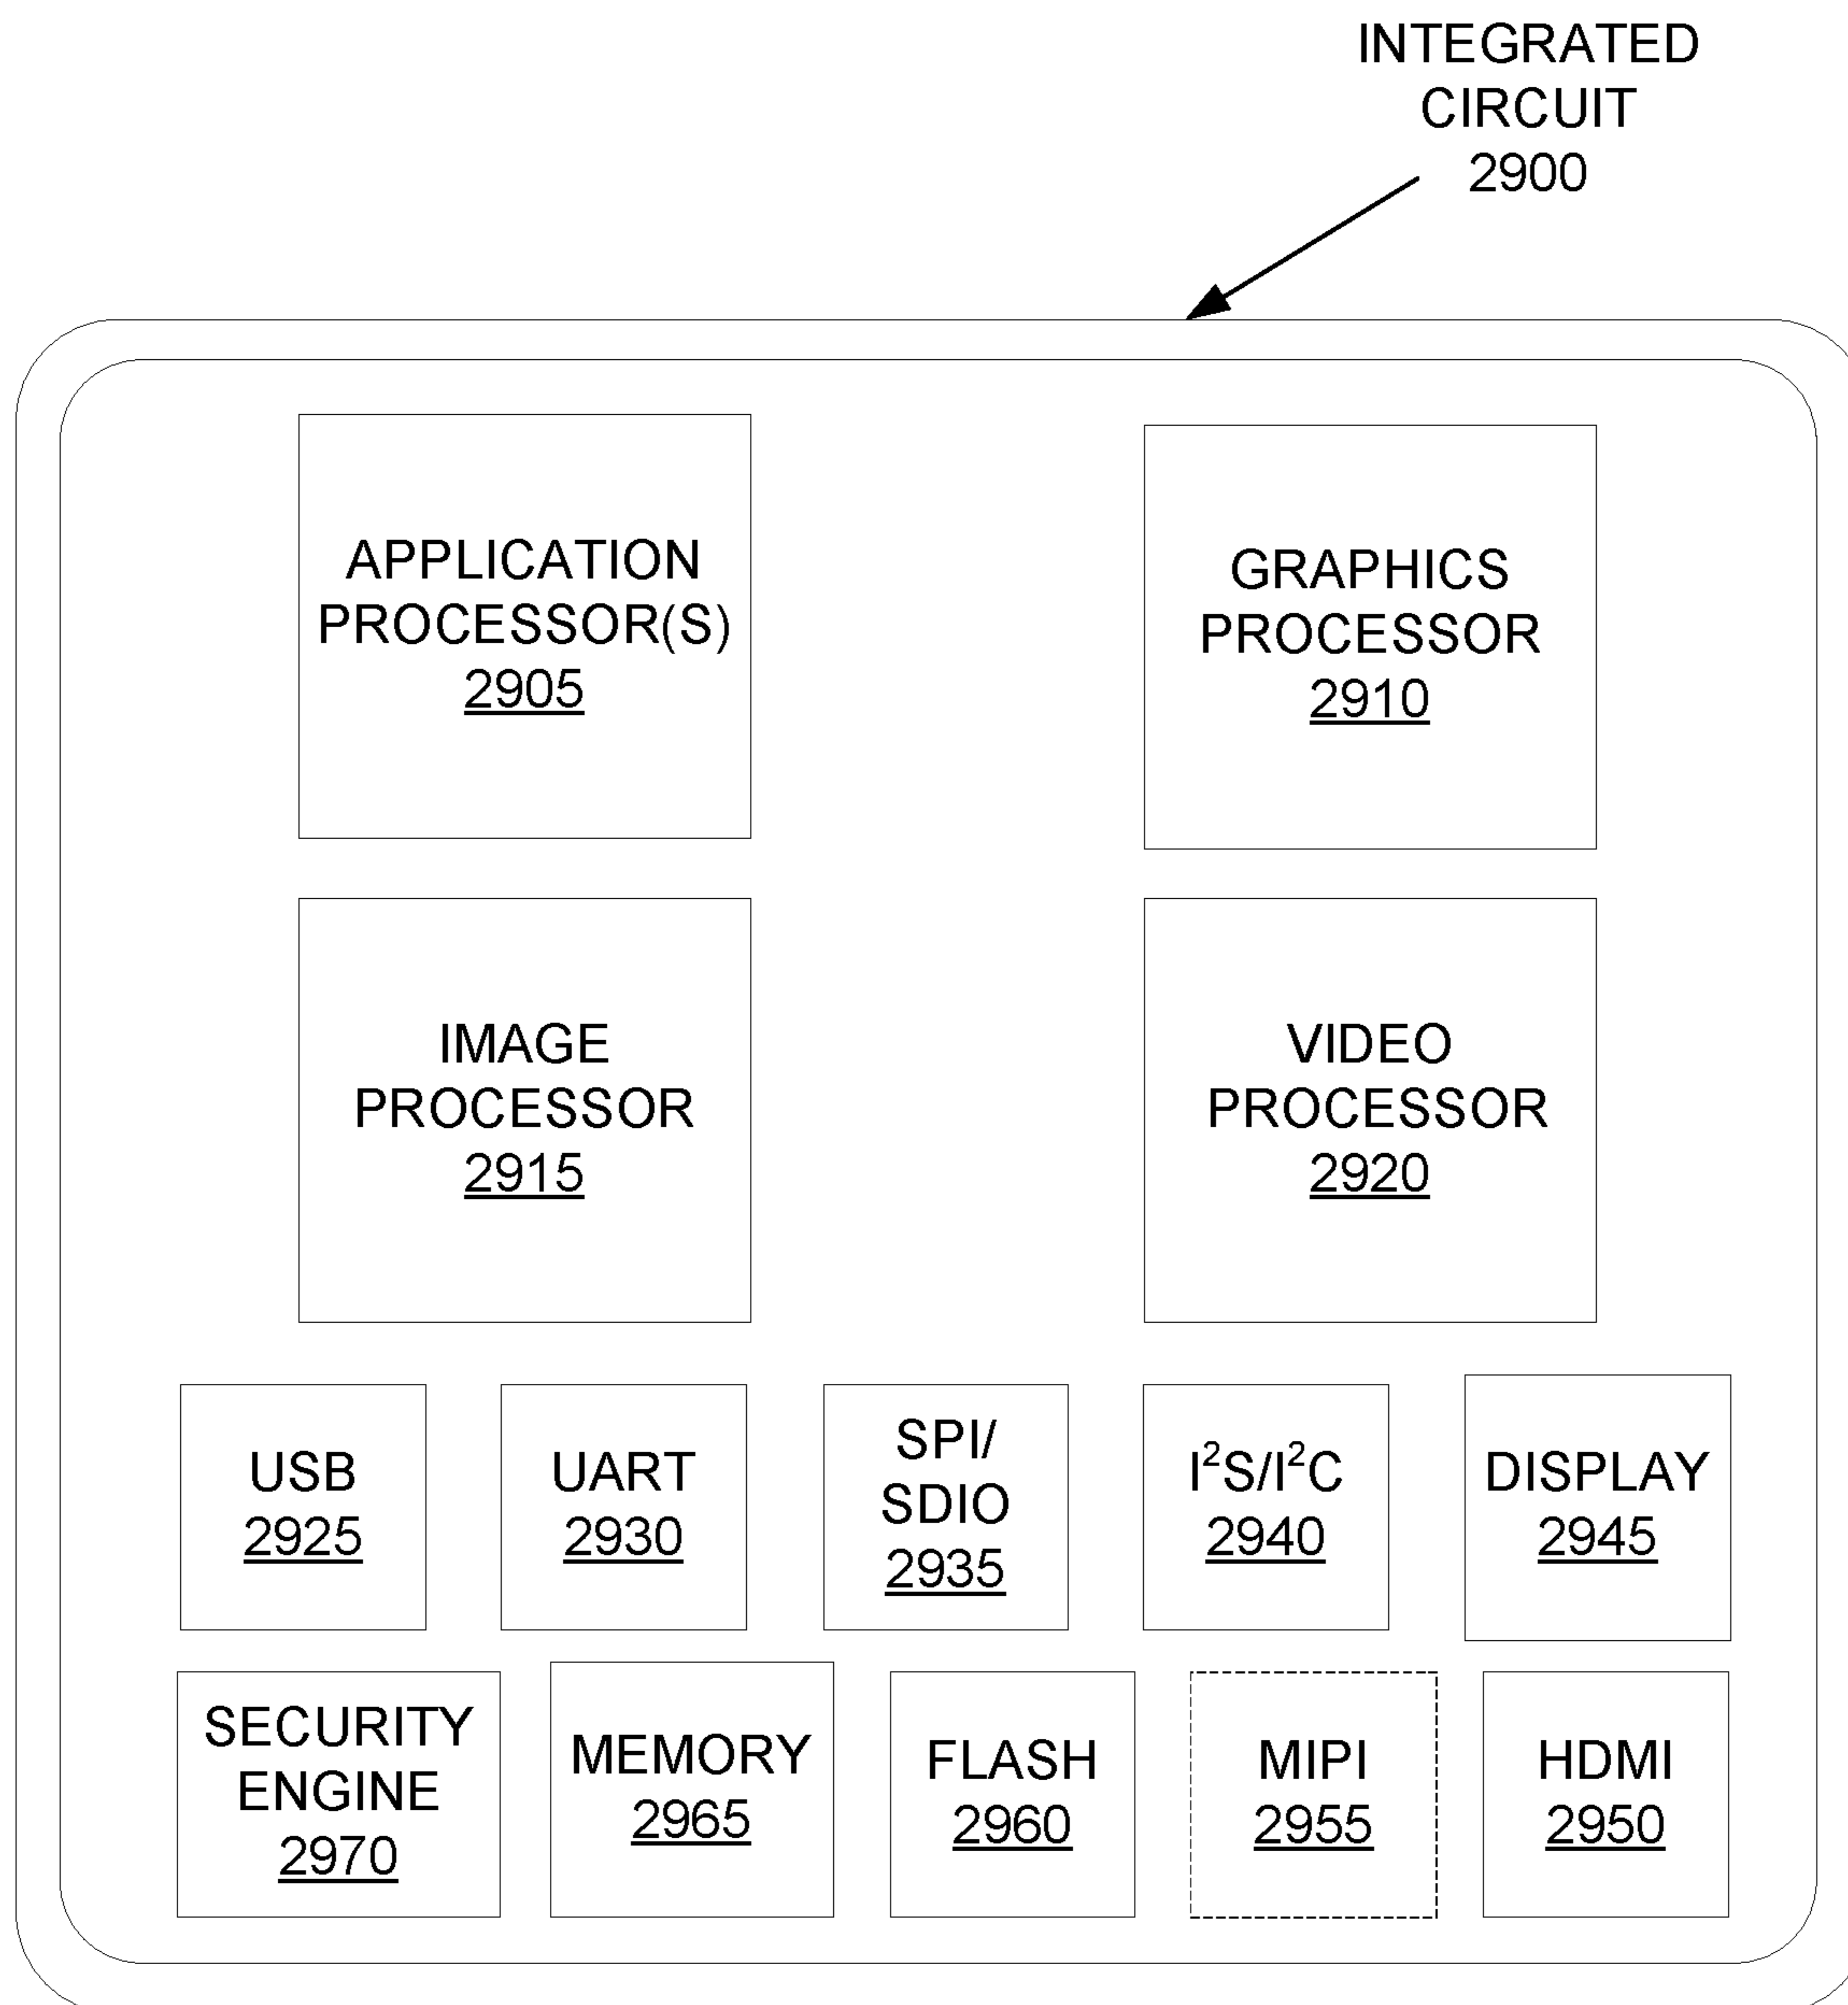 INTEGRATED
CIRCUIT
2900
APPLICATION
PROCESSOR(S)
2905
GRAPHICS
PROCESSOR
2910
IMAGE
PROCESSOR
2915
VIDEO
PROCESSOR
2920
USB
2925
UART
2930
SPI/
SDIO
2935
I²S/I²C
2940
DISPLAY
2945
SECURITY
ENGINE
2970
MEMORY
2965
FLASH
2960
MIPI
2955
HDMI
2950